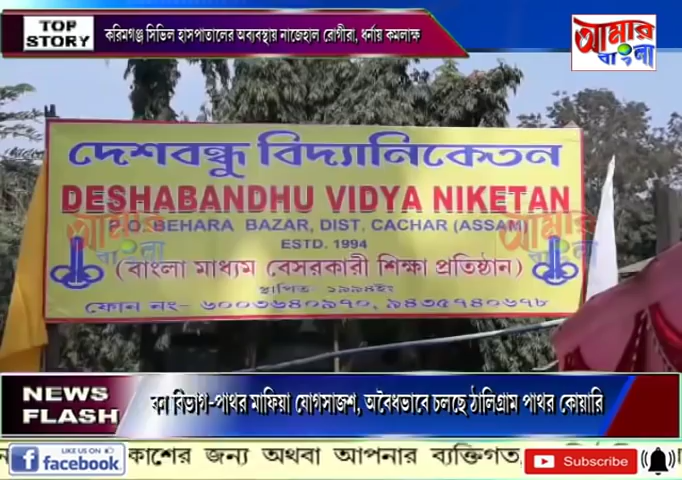 TOP STORY
করিমগঞ্জ সিভিল হাসপাতালের অব্যবস্থায় নাজেহাল রোগীরা, ধর্নায় কমলাক্ষ
আমার বাংলা
দেশবন্ধু বিদ্যানিকেতন
DESHABANDHU VIDYA NIKETAN
P.O. BEHARA BAZAR, DIST. CACHAR (ASSAM)
ESTD. 1994
(বাংলা মাধ্যম বেসরকারী শিক্ষা প্রতিষ্ঠান)
স্থাপিত- ১৯৯৪ইং
ফোন নং- ৬০০৩৬৪০৯৭০, ৯৪৩৫৭৪০৬৭৮
NEWS FLASH
বন বিভাগ-পাথর মাফিয়া যোগসাজশ, অবৈধভাবে চলছে ঠালিগ্রাম পাথর কোয়ারি
LIKE US ON
facebook
কাশের জন্য অথবা আপনার ব্যক্তিগত,
Subscribe